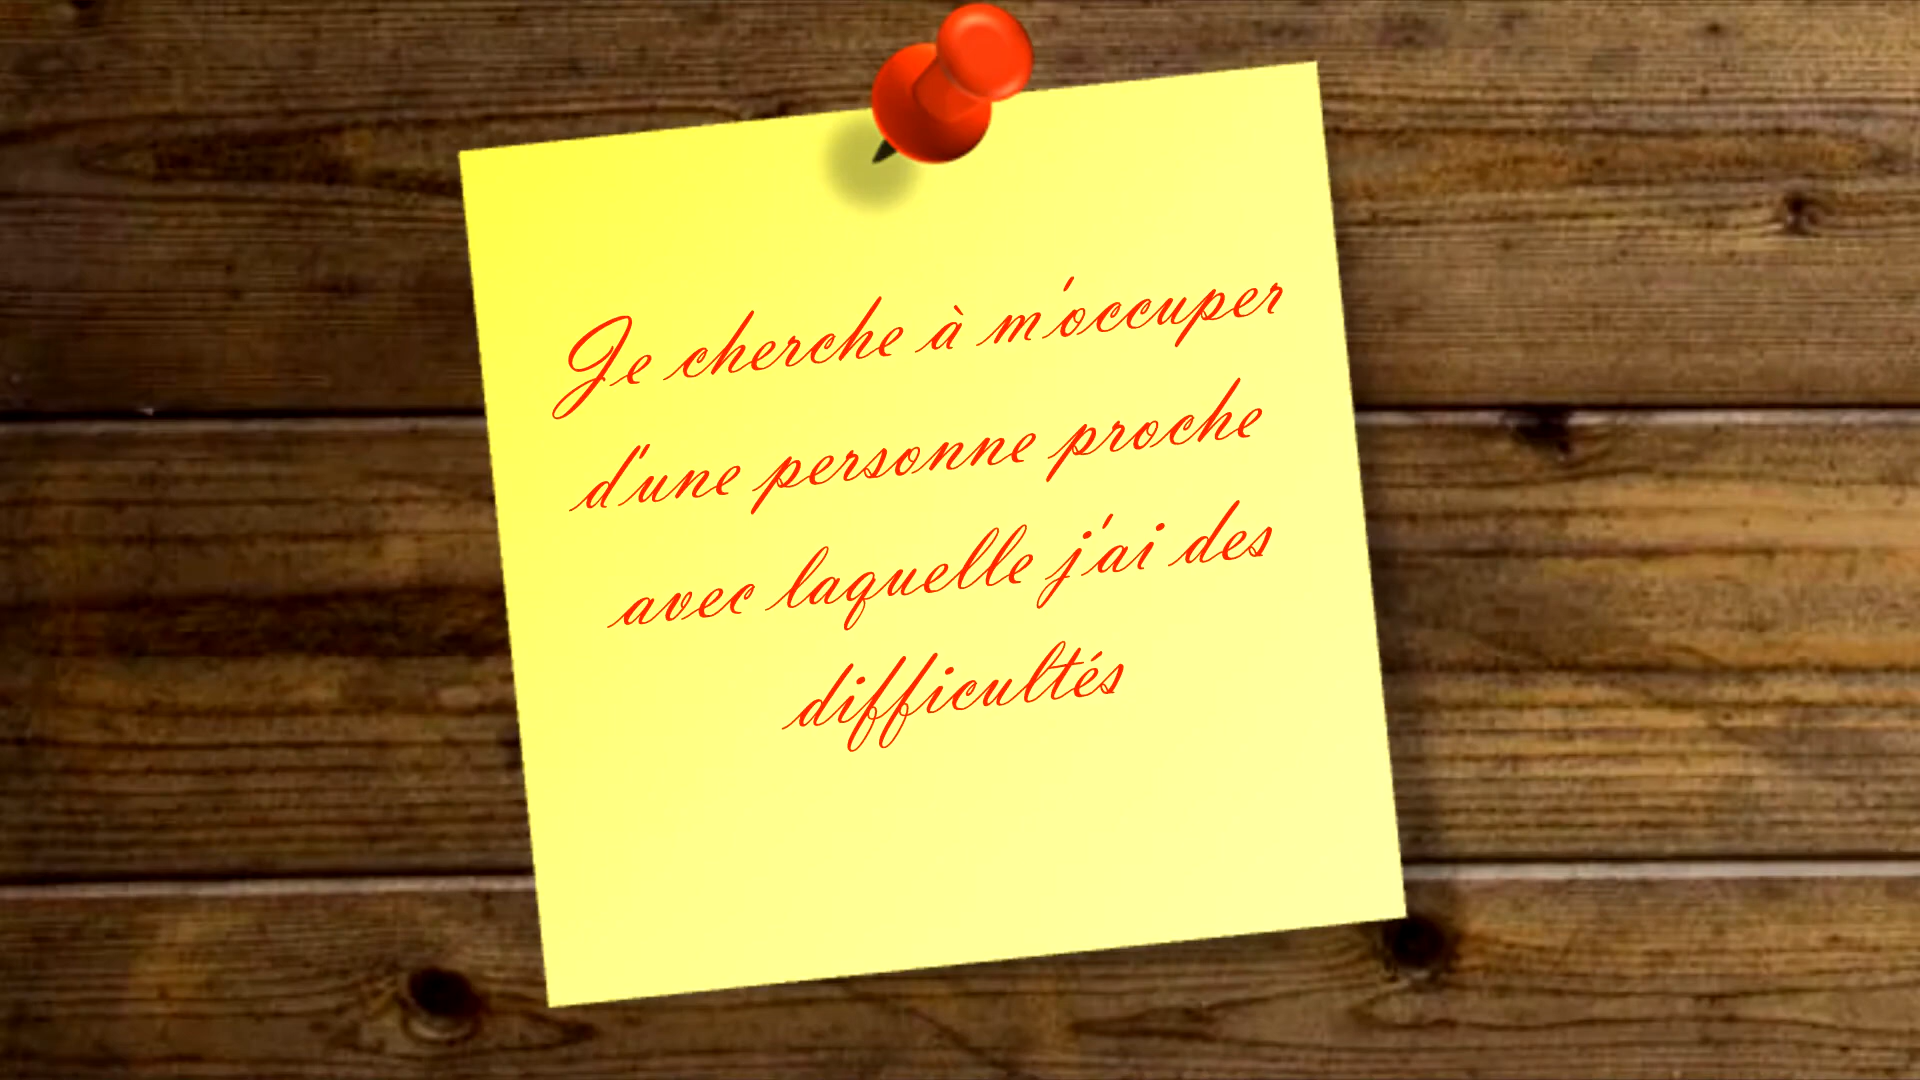 Je cherche à m'occuper
d'une personne proche
avec laquelle j'ai des
difficultés